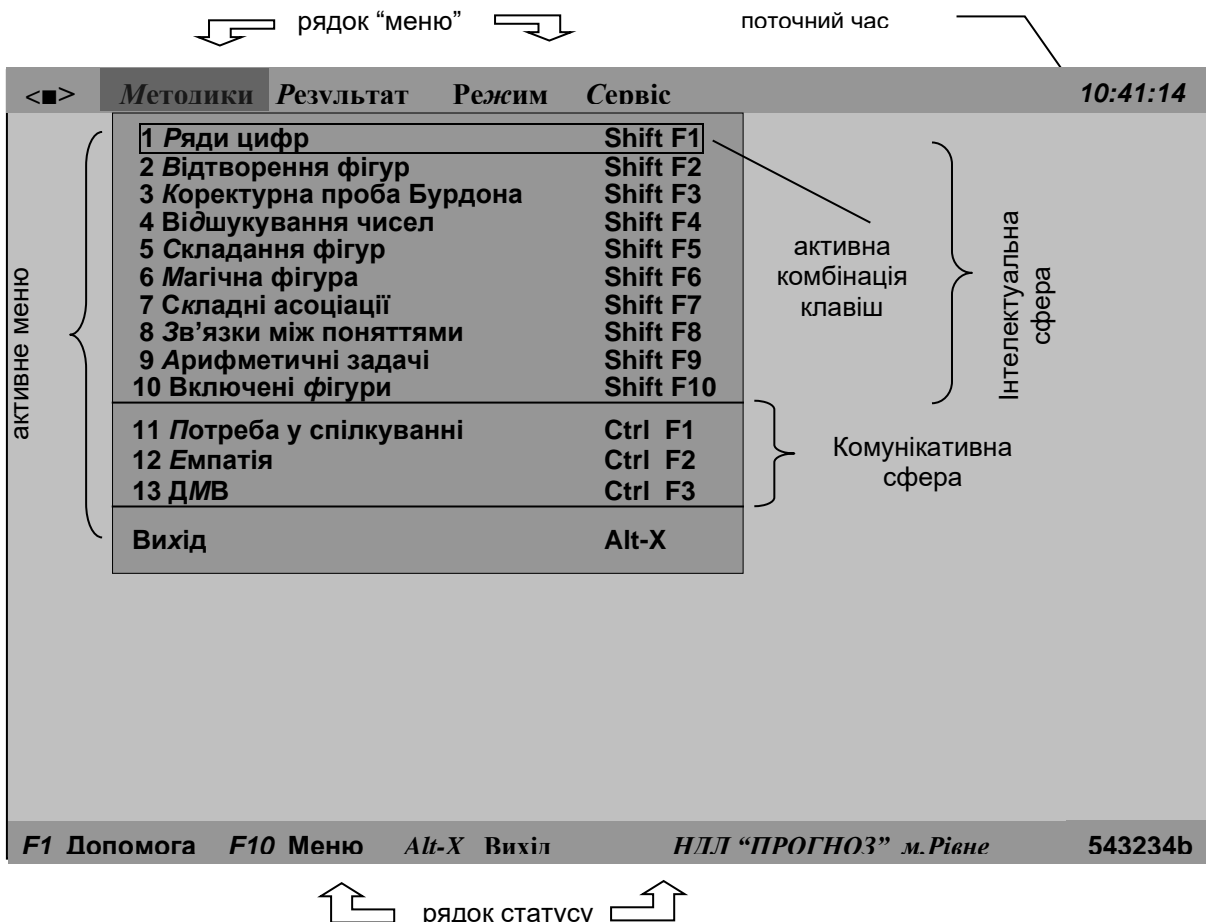 рядок “меню” поточний час
<■> Методики Результат Режим Сервіс 10:41:14
1 Ряди цифр Shift F1
2 Відтворення фігур Shift F2
3 Коректурна проба Бурдона Shift F3
4 Відшукування чисел Shift F4
5 Складання фігур Shift F5
6 Магічна фігура Shift F6
7 Складні асоціації Shift F7
8 Зв’язки між поняттями Shift F8
9 Арифметичні задачі Shift F9
10 Включені фігури Shift F10
11 Потреба у спілкуванні Ctrl F1
12 Емпатія Ctrl F2
13 ДМВ Ctrl F3
Вихід Alt-X
активне меню
активна
комбінація
клавіш
Інтелектуальна
сфера
Комунікативна
сфера
F1 Допомога F10 Меню Alt-X Вихід НДЛ “ПРОГНОЗ” м.Рівне 543234b
рядок статусу